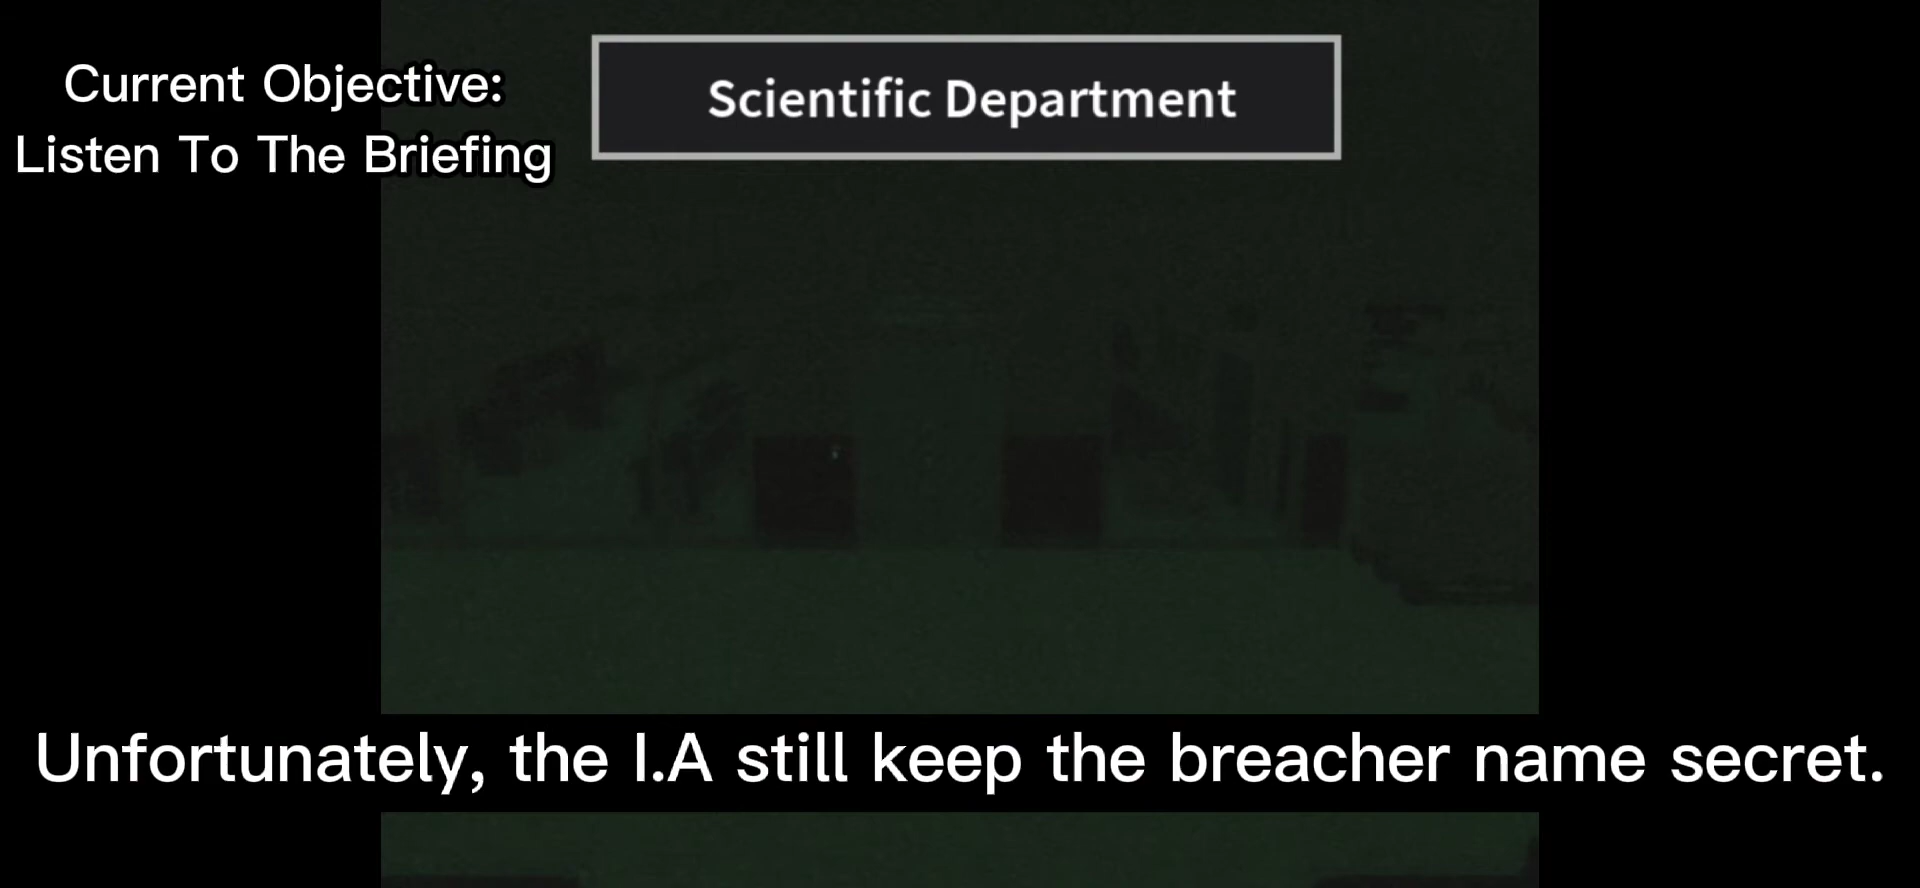 Current Objective:
Listen To The Briefing
Scientific Department
Unfortunately, the I.A still keep the breacher name secret.